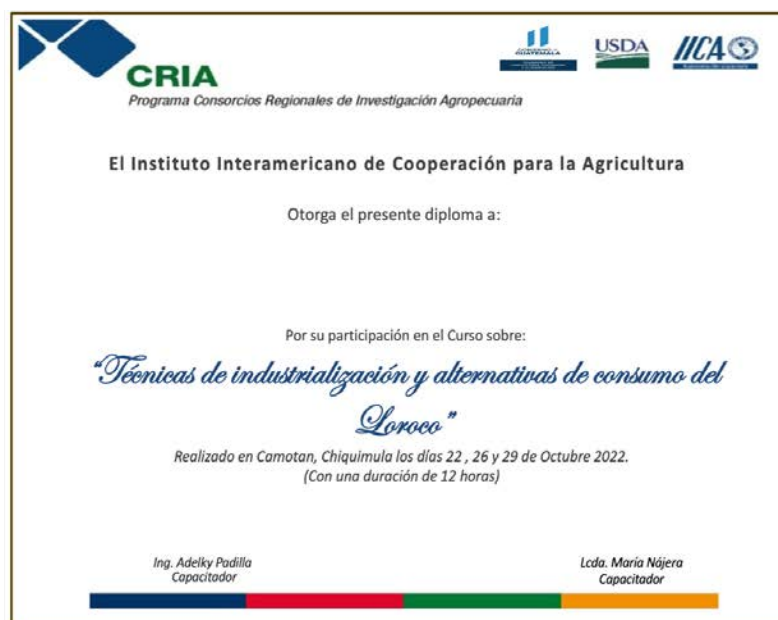 GOBIERNO de
GUATEMALA
USDA
IICA
CRIA
Programa Consorcios Regionales de Investigación Agropecuaria
El Instituto Interamericano de Cooperación para la Agricultura
Otorga el presente diploma a:
Por su participación en el Curso sobre:
“Técnicas de industrialización y alternativas de consumo del
Loroco”
Realizado en Camotan, Chiquimula los días 22 , 26 y 29 de Octubre 2022.
(Con una duración de 12 horas)
Ing. Adelky Padilla
Capacitador
Lcda. María Nájera
Capacitador